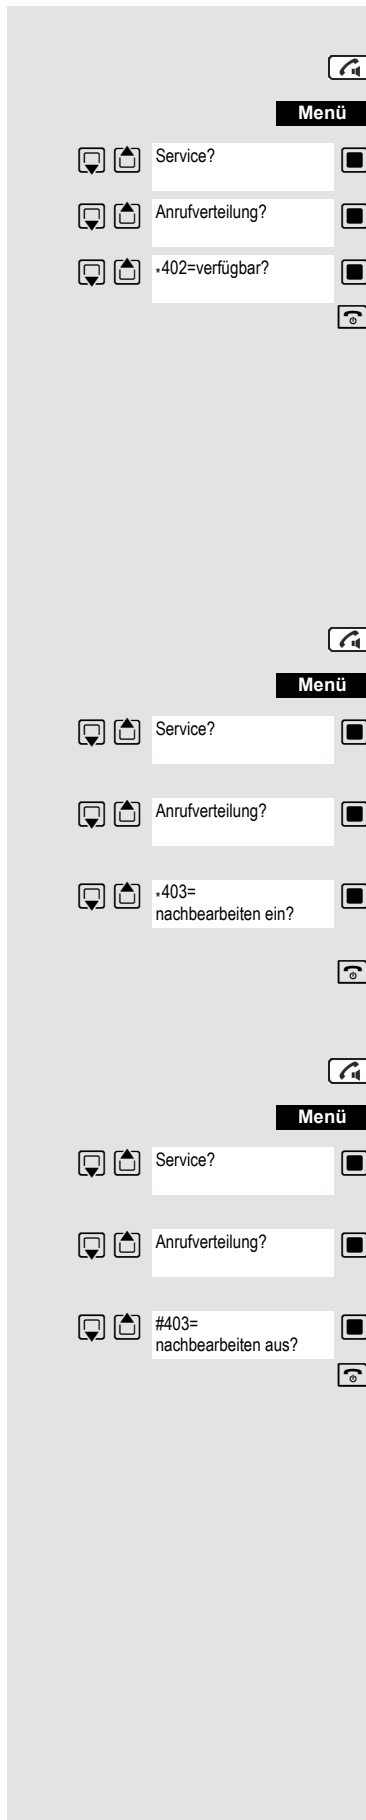 Menü
Service?
Anrufverteilung?
*402=verfügbar?
Menü
Service?
Anrufverteilung?
*403=
nachbearbeiten ein?
Menü
Service?
Anrufverteilung?
#403=
nachbearbeiten aus?